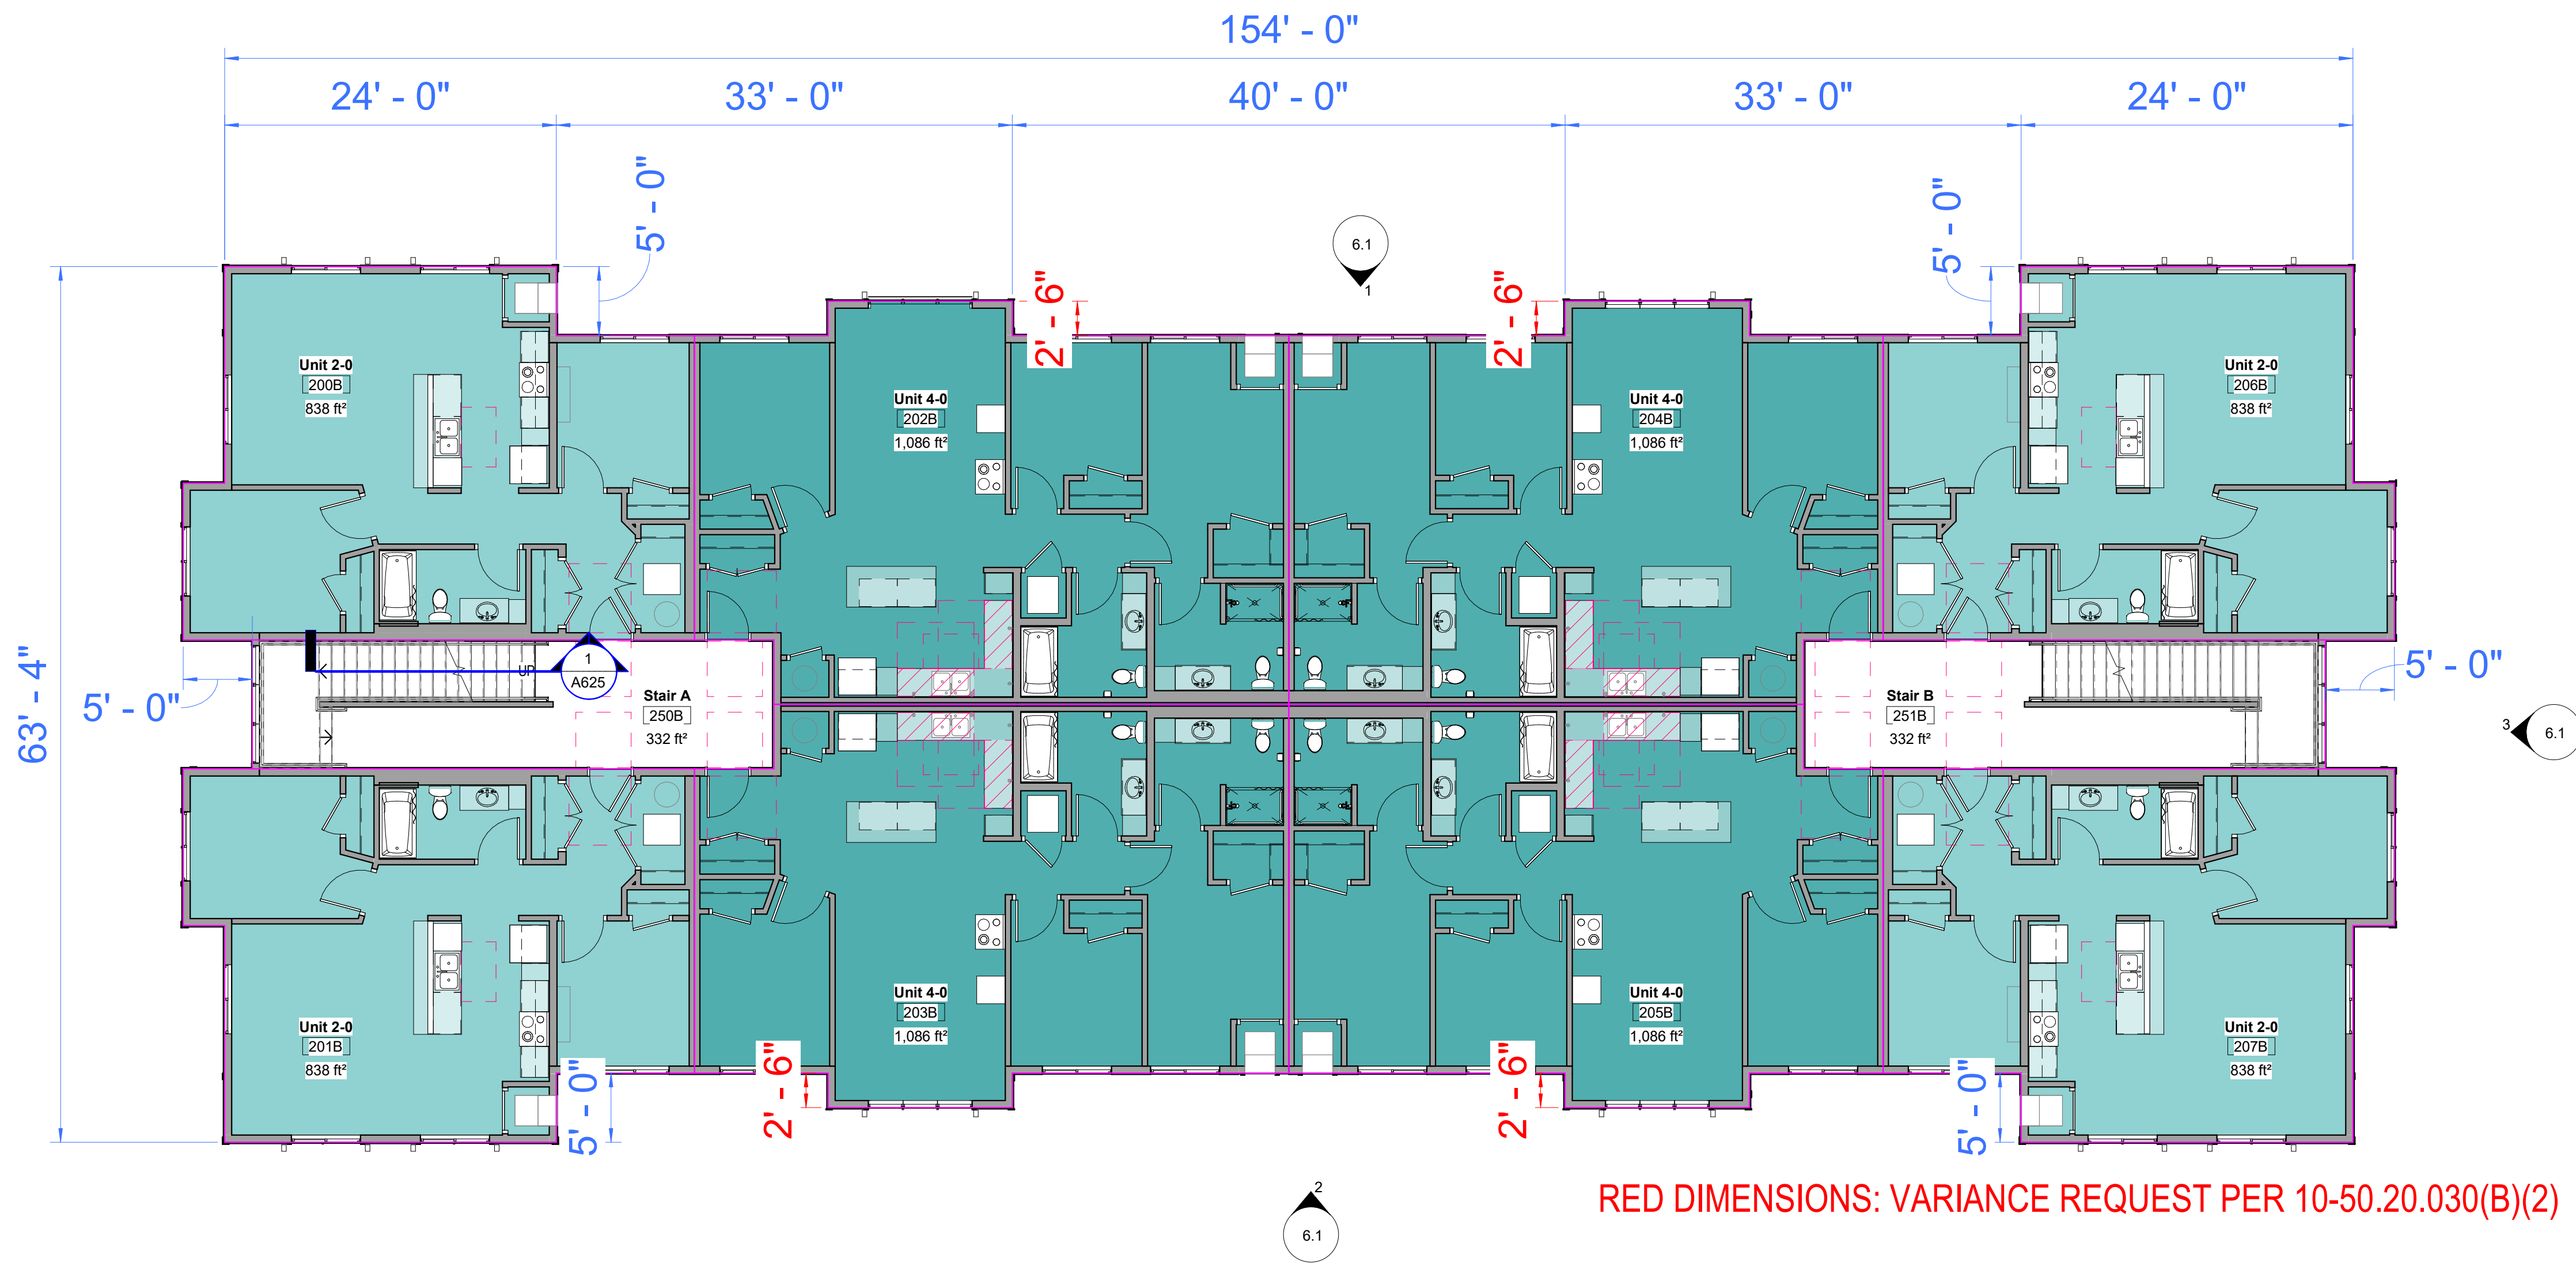 154' - 0"
24' - 0"
33' - 0"
40' - 0"
33' - 0"
24' - 0"
5' - 0"
5' - 0"
6.1
1
2' - 6"
2' - 6"
Unit 2-0
200B
838 ft²
Unit 4-0
202B
1,086 ft²
Unit 4-0
204B
1,086 ft²
Unit 2-0
206B
838 ft²
63' - 4"
5' - 0"
UP
1
A625
Stair A
250B
332 ft²
Stair B
251B
332 ft²
5' - 0"
3
6.1
Unit 2-0
201B
838 ft²
Unit 4-0
203B
1,086 ft²
Unit 4-0
205B
1,086 ft²
Unit 2-0
207B
838 ft²
5' - 0"
2' - 6"
2' - 6"
5' - 0"
2
6.1
RED DIMENSIONS: VARIANCE REQUEST PER 10-50.20.030(B)(2)